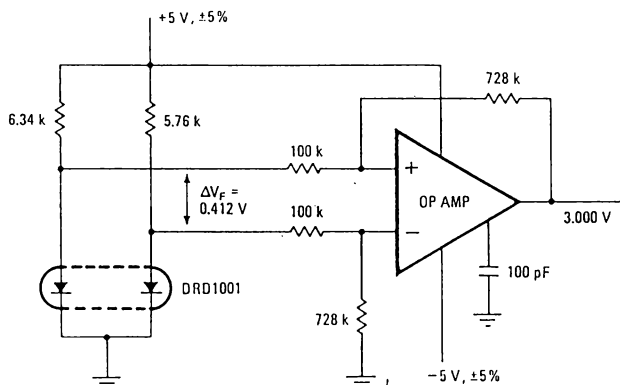 +5 V, ±5%
728 k
6.34 k
5.76 k
100 k
+
ΔV_F =
0.412 V
OP AMP
3.000 V
100 k
−
DRD1001
100 pF
728 k
−5 V, ±5%